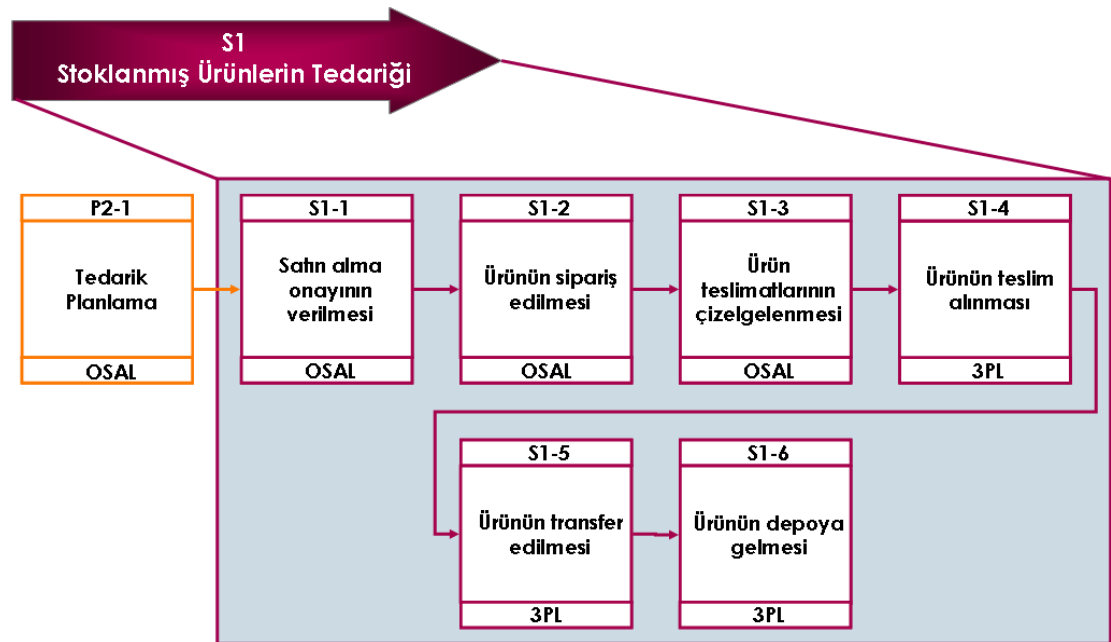 S1
Stoklanmış Ürünlerin Tedariği
P2-1
Tedarik
Planlama
OSAL
S1-1
Satın alma
onayının
verilmesi
OSAL
S1-2
Ürünün sipariş
edilmesi
OSAL
S1-3
Ürün
teslimatlarının
çizelgelenmesi
OSAL
S1-4
Ürünün teslim
alınması
3PL
S1-5
Ürünün transfer
edilmesi
3PL
S1-6
Ürünün depoya
gelmesi
3PL